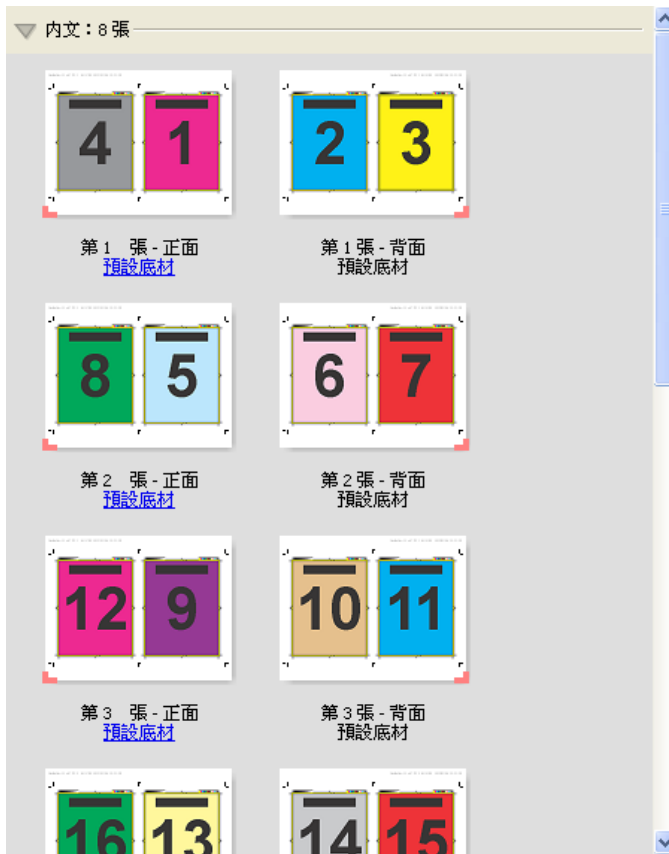 內文：8張
4 1
2 3
第1 張-正面
預設底材
第1張-背面
預設底材
8 5
6 7
第2 張-正面
預設底材
第2張-背面
預設底材
12 9
10 11
第3 張-正面
預設底材
第3張-背面
預設底材
16 13
14 15